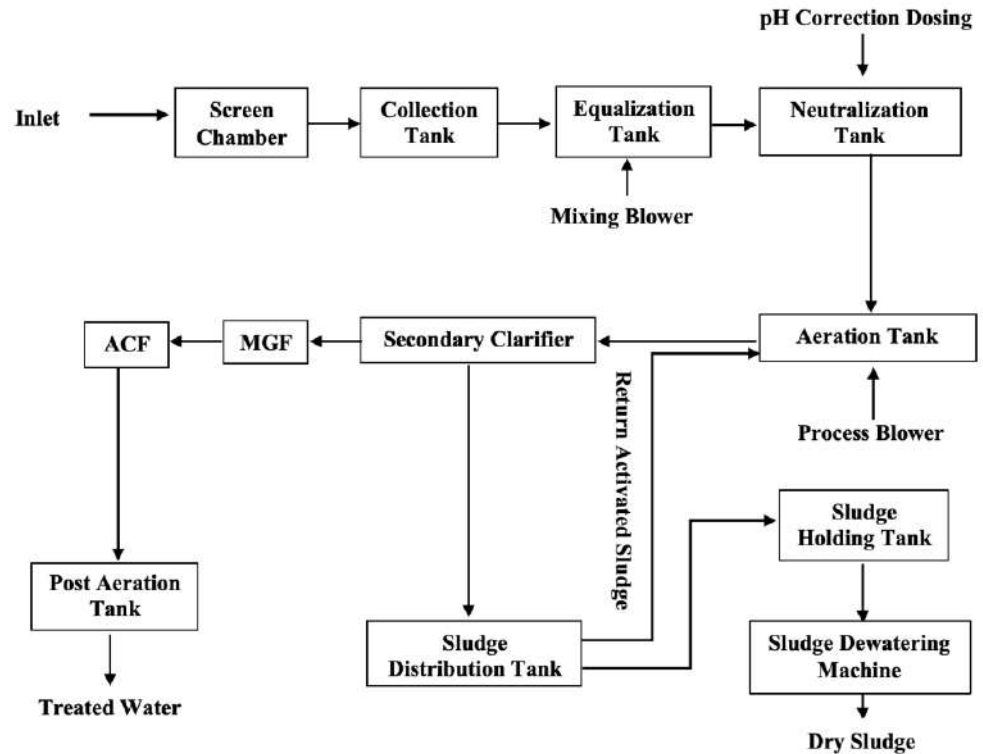 pH Correction Dosing
Inlet
Screen
Chamber
Collection
Tank
Equalization
Tank
Neutralization
Tank
Mixing Blower
ACF
MGF
Secondary Clarifier
Aeration Tank
Return Activated Sludge
Process Blower
Sludge
Holding Tank
Post Aeration
Tank
Sludge
Distribution Tank
Sludge Dewatering
Machine
Treated Water
Dry Sludge